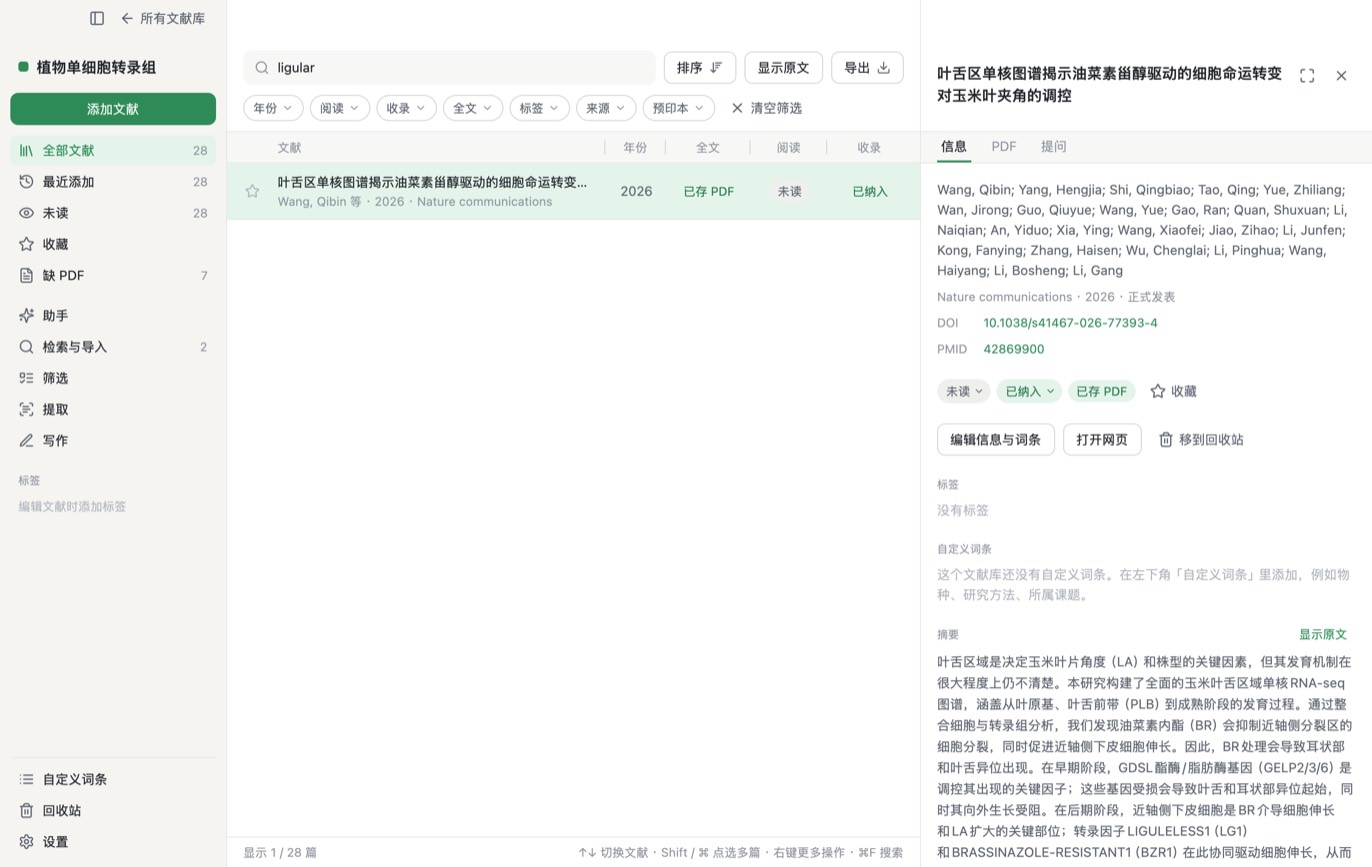 所有文献库
植物单细胞转录组
添加文献
全部文献 28
最近添加 28
未读 28
收藏
缺 PDF 7
助手
检索与导入 2
筛选
提取
写作
标签
编辑文献时添加标签
自定义词条
回收站
设置
ligular
排序
显示原文
导出
年份 阅读 收录 全文 标签 来源 预印本 清空筛选
文献 年份 全文 阅读 收录
叶舌区单核图谱揭示油菜素甾醇驱动的细胞命运转变...
Wang, Qibin 等 · 2026 · Nature communications
2026 已存 PDF 未读 已纳入
显示 1 / 28 篇
↑↓ 切换文献 · Shift / ⌘ 点选多篇 · 右键更多操作 · ⌘F 搜索
叶舌区单核图谱揭示油菜素甾醇驱动的细胞命运转变
对玉米叶夹角的调控
信息 PDF 提问
Wang, Qibin; Yang, Hengjia; Shi, Qingbiao; Tao, Qing; Yue, Zhiliang;
Wan, Jirong; Guo, Qiuyue; Wang, Yue; Gao, Ran; Quan, Shuxuan; Li,
Naiqian; An, Yiduo; Xia, Ying; Wang, Xiaofei; Jiao, Zihao; Li, Junfen;
Kong, Fanying; Zhang, Haisen; Wu, Chenglai; Li, Pinghua; Wang,
Haiyang; Li, Bosheng; Li, Gang
Nature communications · 2026 · 正式发表
DOI 10.1038/s41467-026-77393-4
PMID 42869900
未读 已纳入 已存 PDF 收藏
编辑信息与词条 打开网页 移到回收站
标签
没有标签
自定义词条
这个文献库还没有自定义词条。在左下角「自定义词条」里添加，例如物
种、研究方法、所属课题。
摘要 显示原文
叶舌区域是决定玉米叶片角度（LA）和株型的关键因素，但其发育机制在
很大程度上仍不清楚。本研究构建了全面的玉米叶舌区域单核 RNA-seq
图谱，涵盖从叶原基、叶舌前带（PLB）到成熟阶段的发育过程。通过整
合细胞与转录组分析，我们发现油菜素内酯（BR）会抑制近轴侧分裂区的
细胞分裂，同时促进近轴侧下皮细胞伸长。因此，BR 处理会导致耳状部
和叶舌异位出现。在早期阶段，GDSL 酯酶/脂肪酶基因（GELP2/3/6）是
调控其出现的关键因子；这些基因受损会导致叶舌和耳状部异位起始，同
时其向外生长受阻。在后期阶段，近轴侧下皮细胞是 BR 介导细胞伸长
和 LA 扩大的关键部位；转录因子 LIGULELESS1 (LG1)
和 BRASSINAZOLE-RESISTANT1 (BZR1) 在此协同驱动细胞伸长，从而